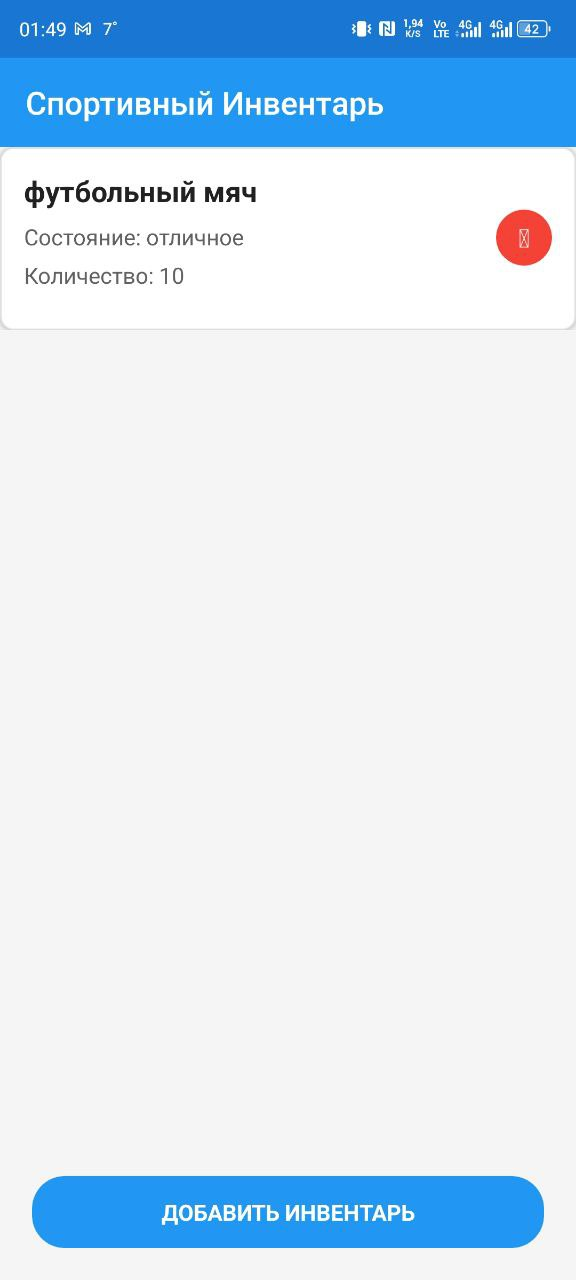 01:49 7°
1,94 K/S Vo LTE 4G 4G 42
Спортивный Инвентарь
футбольный мяч
Состояние: отличное
Количество: 10
ДОБАВИТЬ ИНВЕНТАРЬ